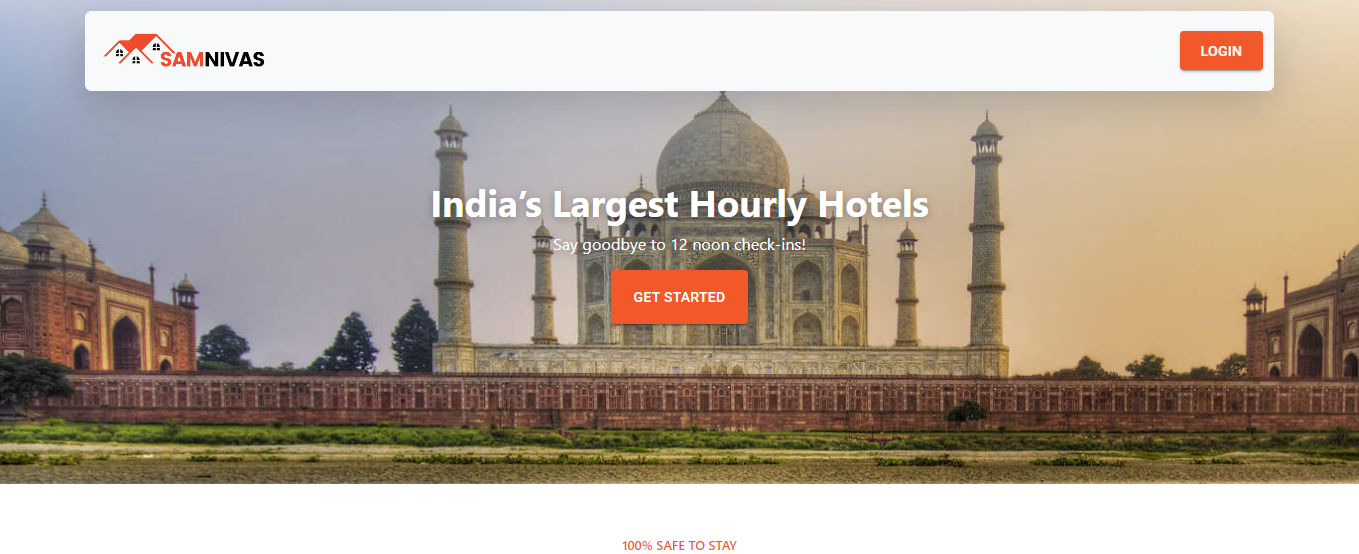 SAMNIVAS
LOGIN
India’s Largest Hourly Hotels
Say goodbye to 12 noon check-ins!
GET STARTED
100% SAFE TO STAY